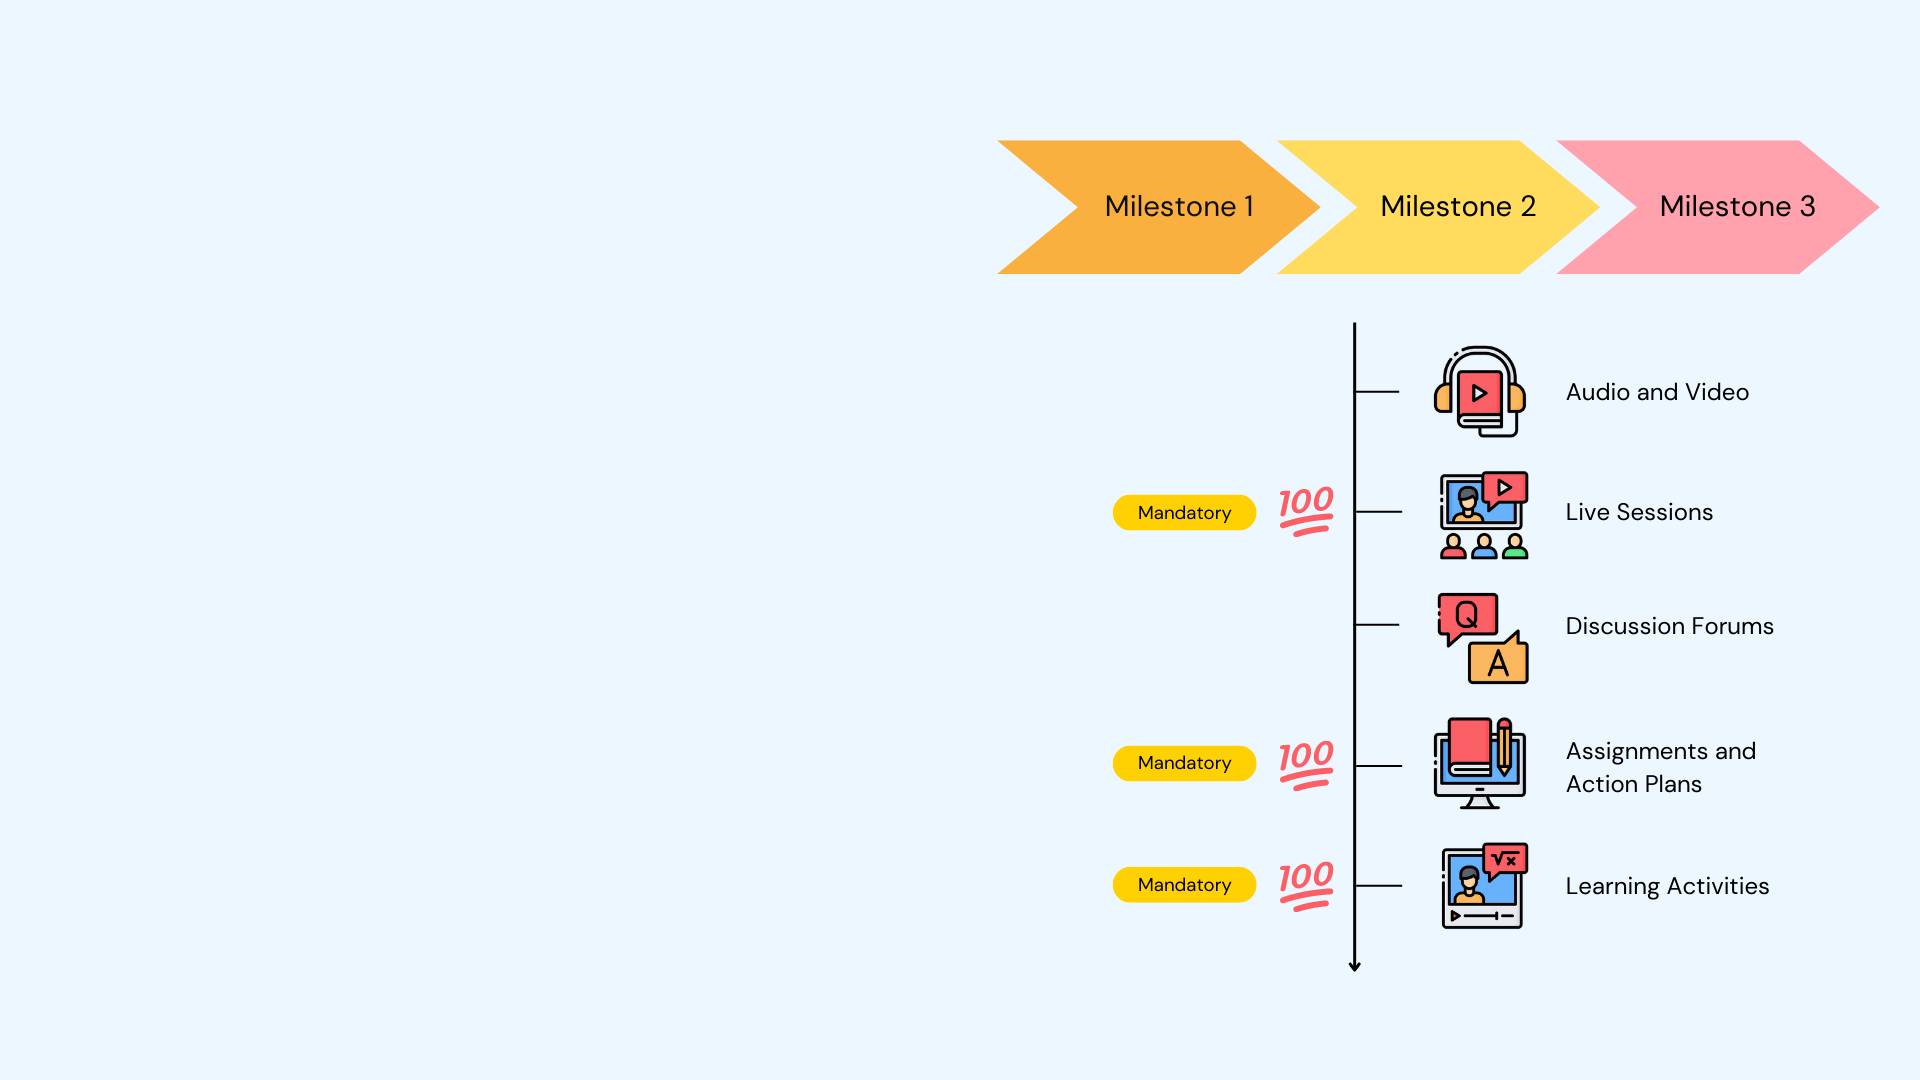 Milestone 1
Milestone 2
Milestone 3
Audio and Video
Mandatory
100
Live Sessions
Q
A
Discussion Forums
Mandatory
100
Assignments and
Action Plans
Mandatory
100
√x
Learning Activities